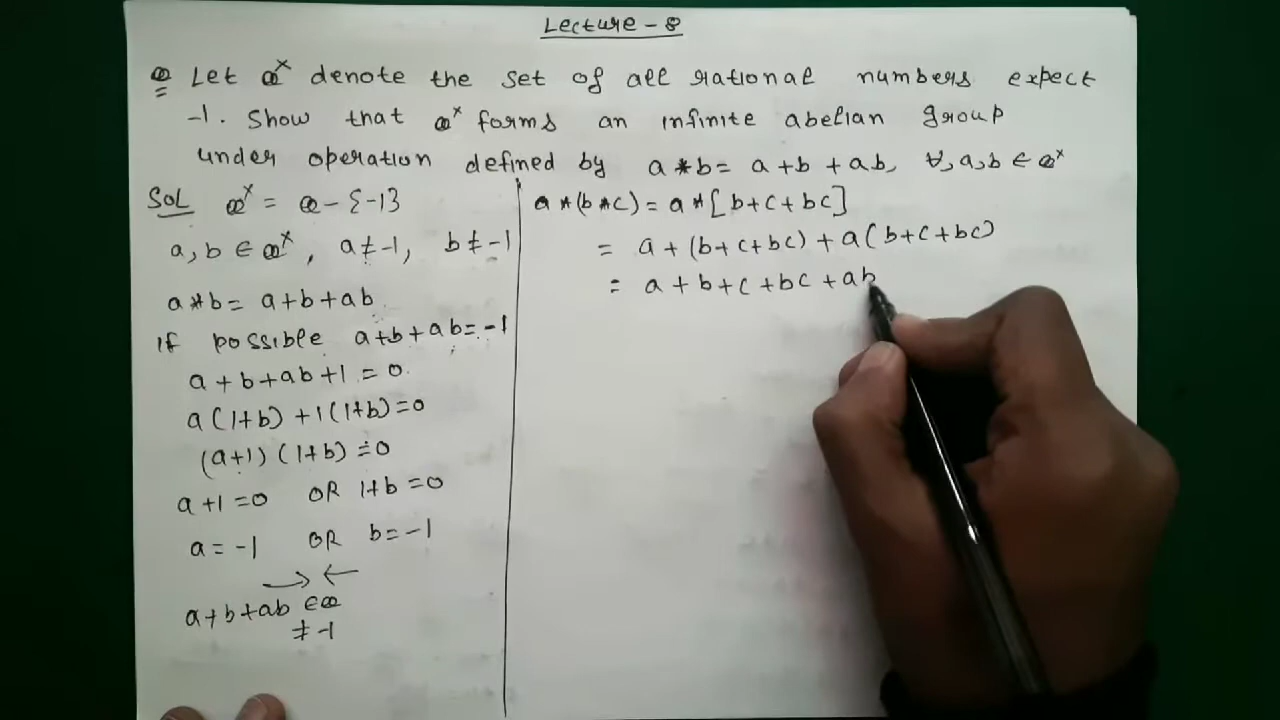 Lecture - 8
Q Let Q^x denote the set of all rational numbers expect
-1. Show that Q^x forms an infinite abelian group
under operation defined by a * b = a + b + ab, ∀, a, b ∈ Q^x
SOL Q^x = Q - {-1}
a, b ∈ Q^x, a ≠ -1, b ≠ -1
a * b = a + b + ab
If possible a + b + ab = -1
a + b + ab + 1 = 0
a(1+b) + 1(1+b) = 0
(a+1)(1+b) = 0
a + 1 = 0 OR 1 + b = 0
a = -1 OR b = -1
→ ←
a + b + ab ∈ Q
≠ -1
a * (b * c) = a * [b + c + bc]
= a + (b + c + bc) + a(b + c + bc)
= a + b + c + bc + ab